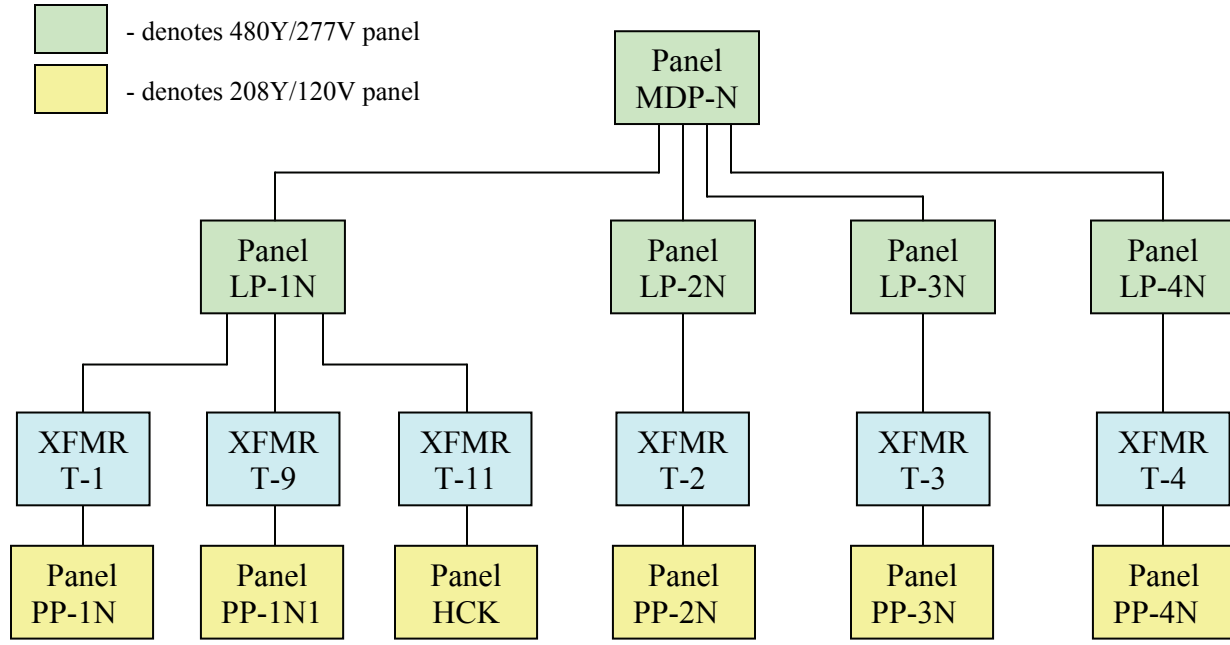 - denotes 480Y/277V panel
- denotes 208Y/120V panel
Panel
MDP-N
Panel
LP-1N
Panel
LP-2N
Panel
LP-3N
Panel
LP-4N
XFMR
T-1
XFMR
T-9
XFMR
T-11
XFMR
T-2
XFMR
T-3
XFMR
T-4
Panel
PP-1N
Panel
PP-1N1
Panel
HCK
Panel
PP-2N
Panel
PP-3N
Panel
PP-4N